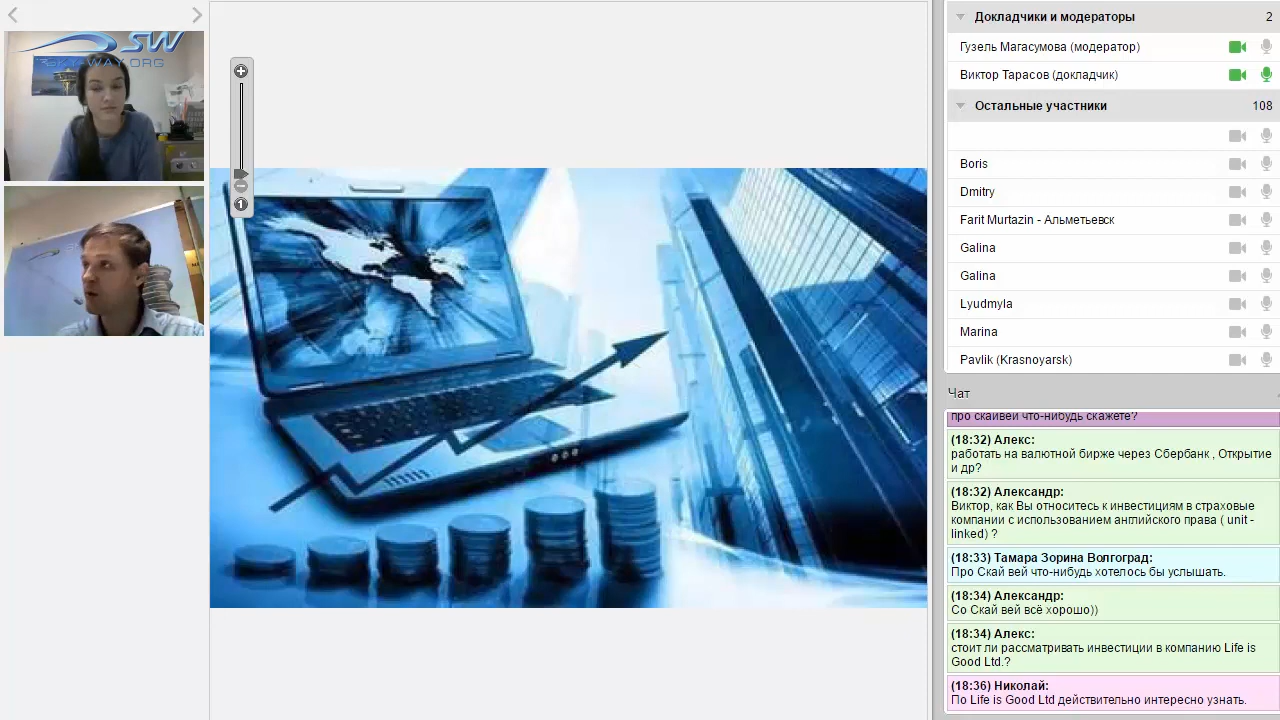 SW
SKY-WAY.ORG
1
Докладчики и модераторы 2
Гузель Магасумова (модератор)
Виктор Тарасов (докладчик)
Остальные участники 108
Boris
Dmitry
Farit Murtazin - Альметьевск
Galina
Galina
Lyudmyla
Marina
Pavlik (Krasnoyarsk)
Чат
про скайвей что-нибудь скажете?
(18:32) Алекс:
работать на валютной бирже через Сбербанк , Открытие
и др?
(18:32) Александр:
Виктор, как Вы относитесь к инвестициям в страховые
компании с использованием английского права ( unit -
linked) ?
(18:33) Тамара Зорина Волгоград:
Про Скай вей что-нибудь хотелось бы услышать.
(18:34) Александр:
Со Скай вей всё хорошо))
(18:34) Алекс:
стоит ли рассматривать инвестиции в компанию Life is
Good Ltd.?
(18:36) Николай:
По Life is Good Ltd действительно интересно узнать.